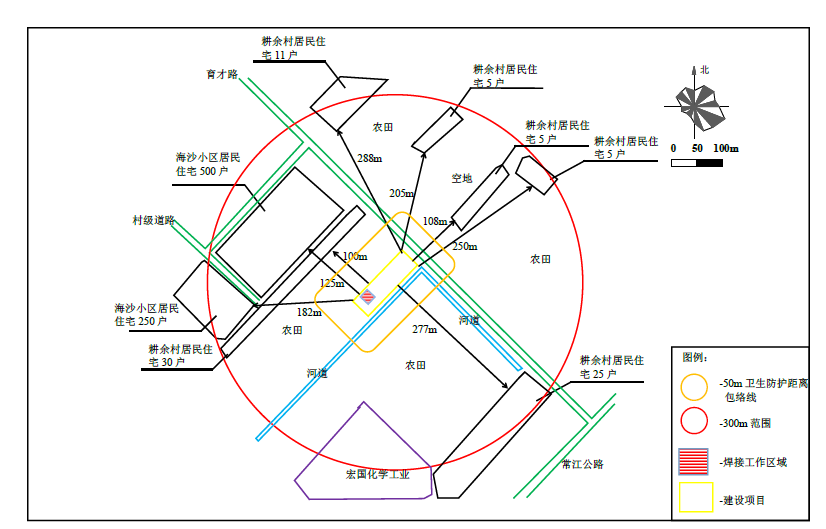 耕余村居民住
宅 11 户
育才路
耕余村居民住
宅 5 户
北
农田
耕余村居民住
宅 5 户
耕余村居民住
宅 5 户
0 50 100m
288m
海沙小区居民
住宅 500 户
空地
205m
村级道路
108m
250m
100m
农田
125m
海沙小区居民
住宅 250 户
182m
农田
277m
河道
耕余村居民住
宅 30 户
河道
农田
耕余村居民住
宅 25 户
图例：
-50m 卫生防护距离
包络线
-300m 范围
-焊接工作区域
-建设项目
宏国化学工业
常江公路